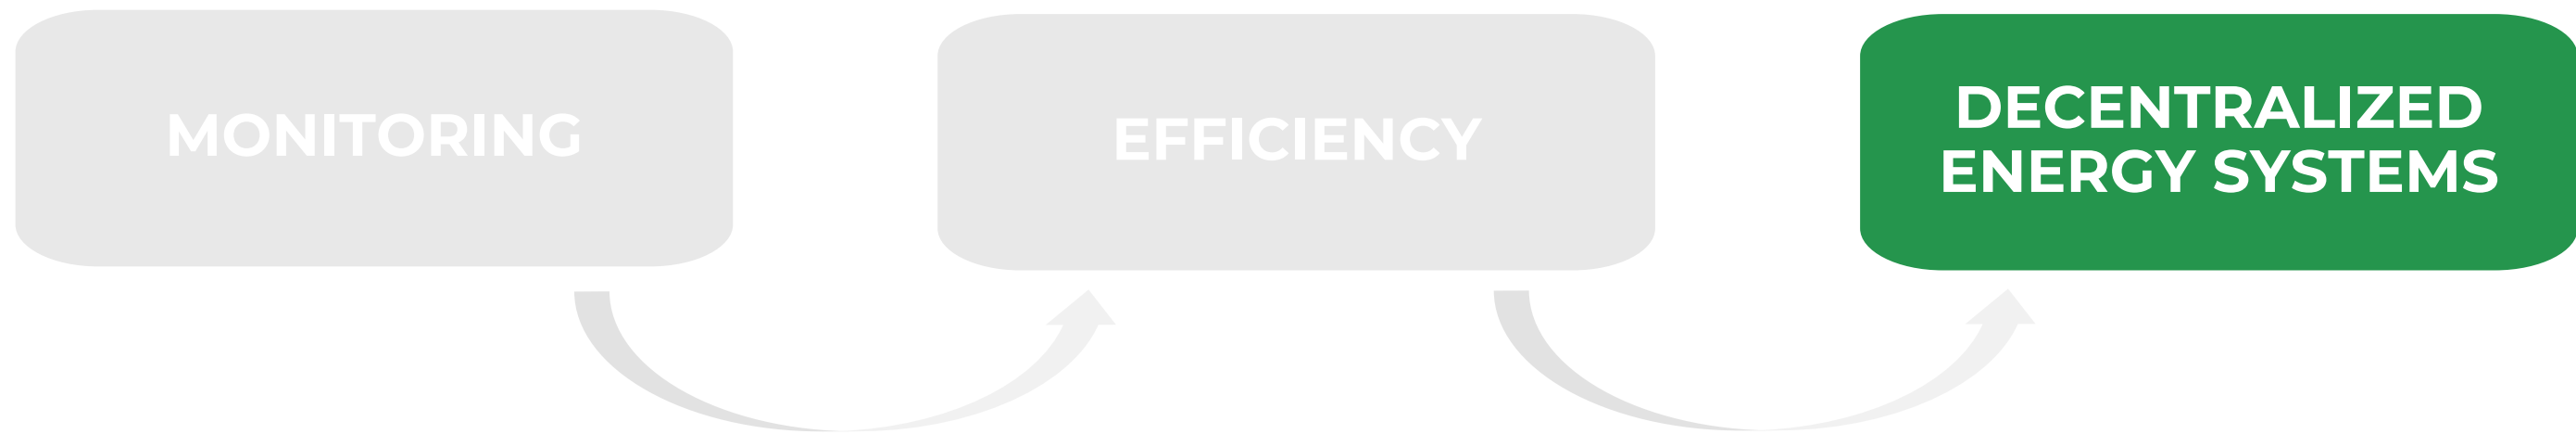 MONITORING
EFFICIENCY
DECENTRALIZED
ENERGY SYSTEMS